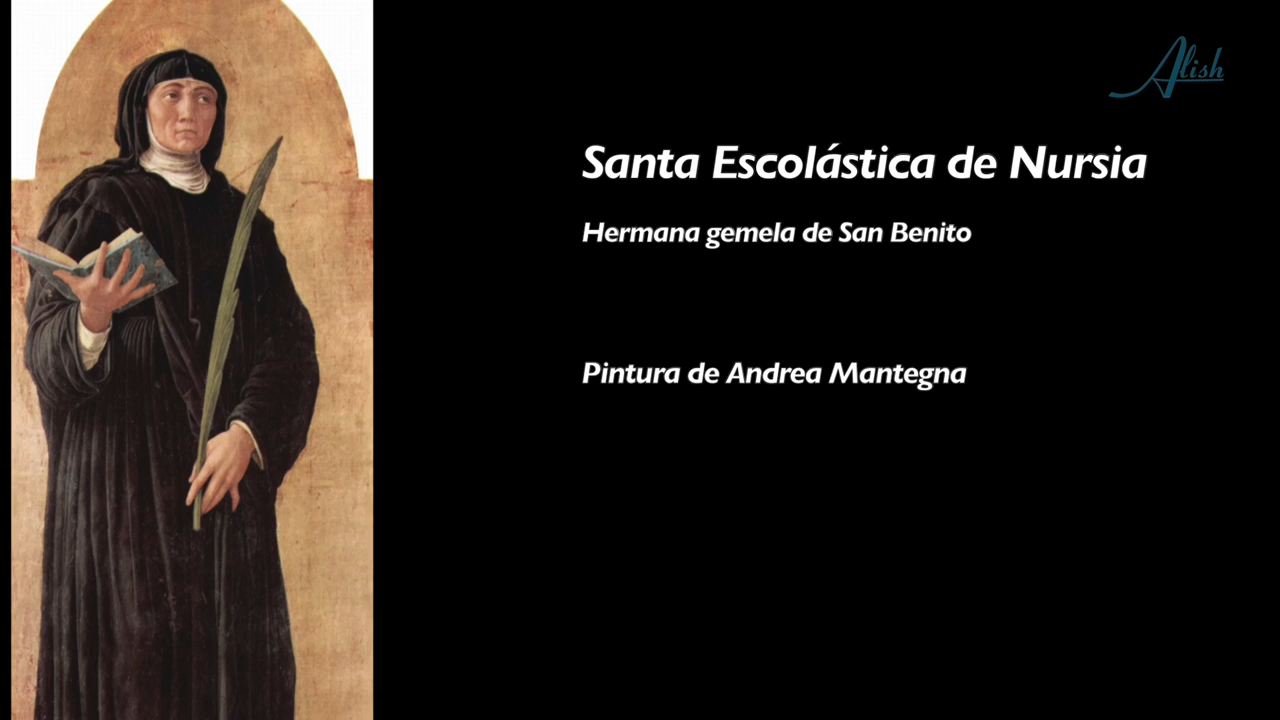 Alish
Santa Escolástica de Nursia
Hermana gemela de San Benito
Pintura de Andrea Mantegna